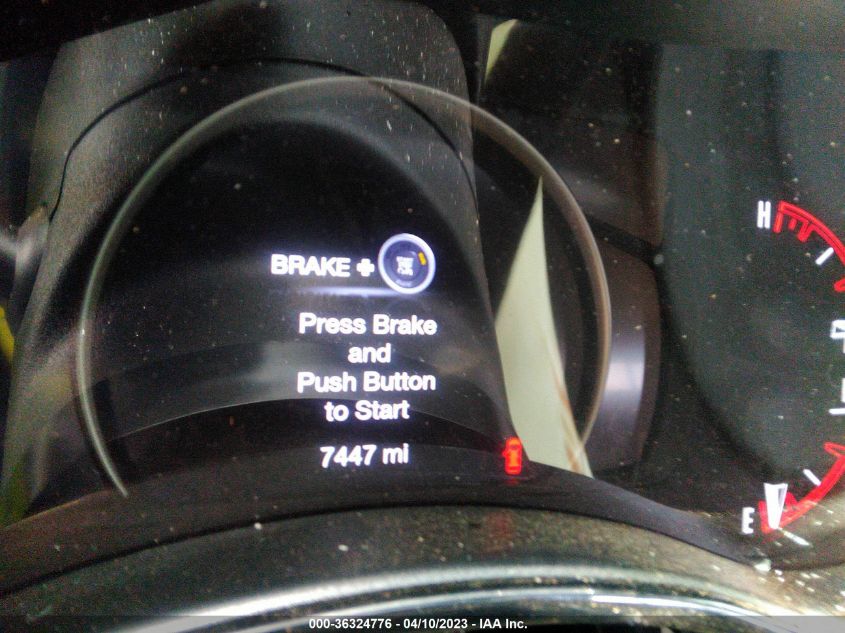 H
BRAKE +
Press Brake
and
Push Button
to Start
7447 mi
E
000-36324776 - 04/10/2023 - IAA Inc.